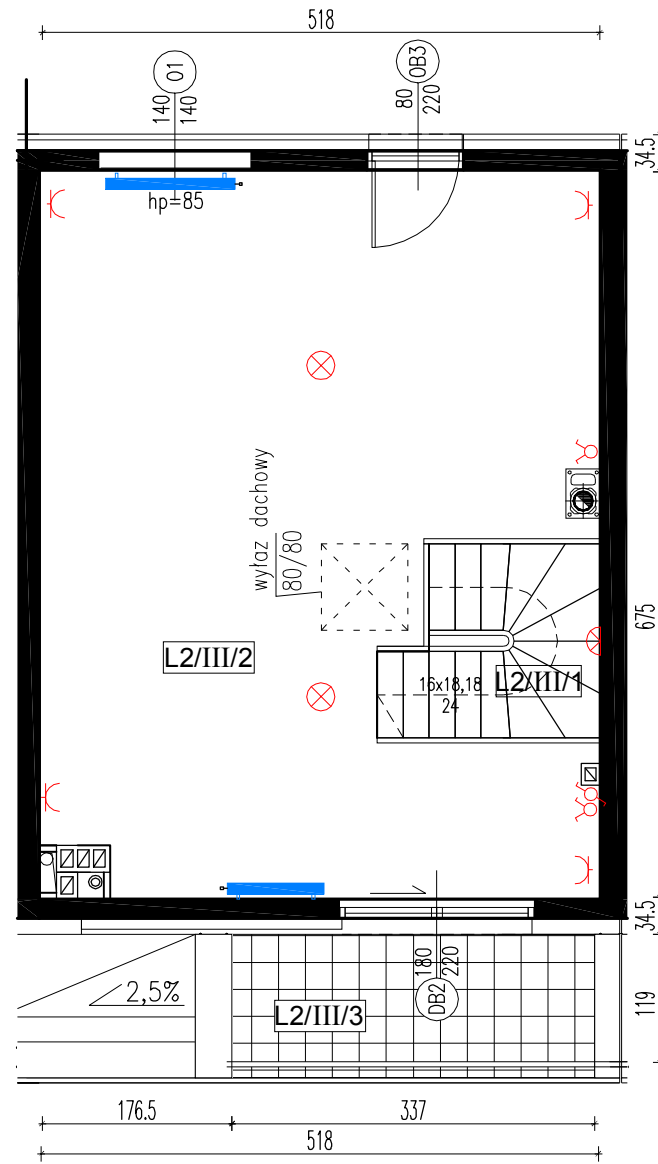 518
O1
140
140
OB3
80
220
34.5
hp=85
wyłaz dachowy
80/80
675
L2/III/2
16x18,18
24
L2/III/1
34.5
180
220
DB2
2,5%
L2/III/3
119
176.5
337
518